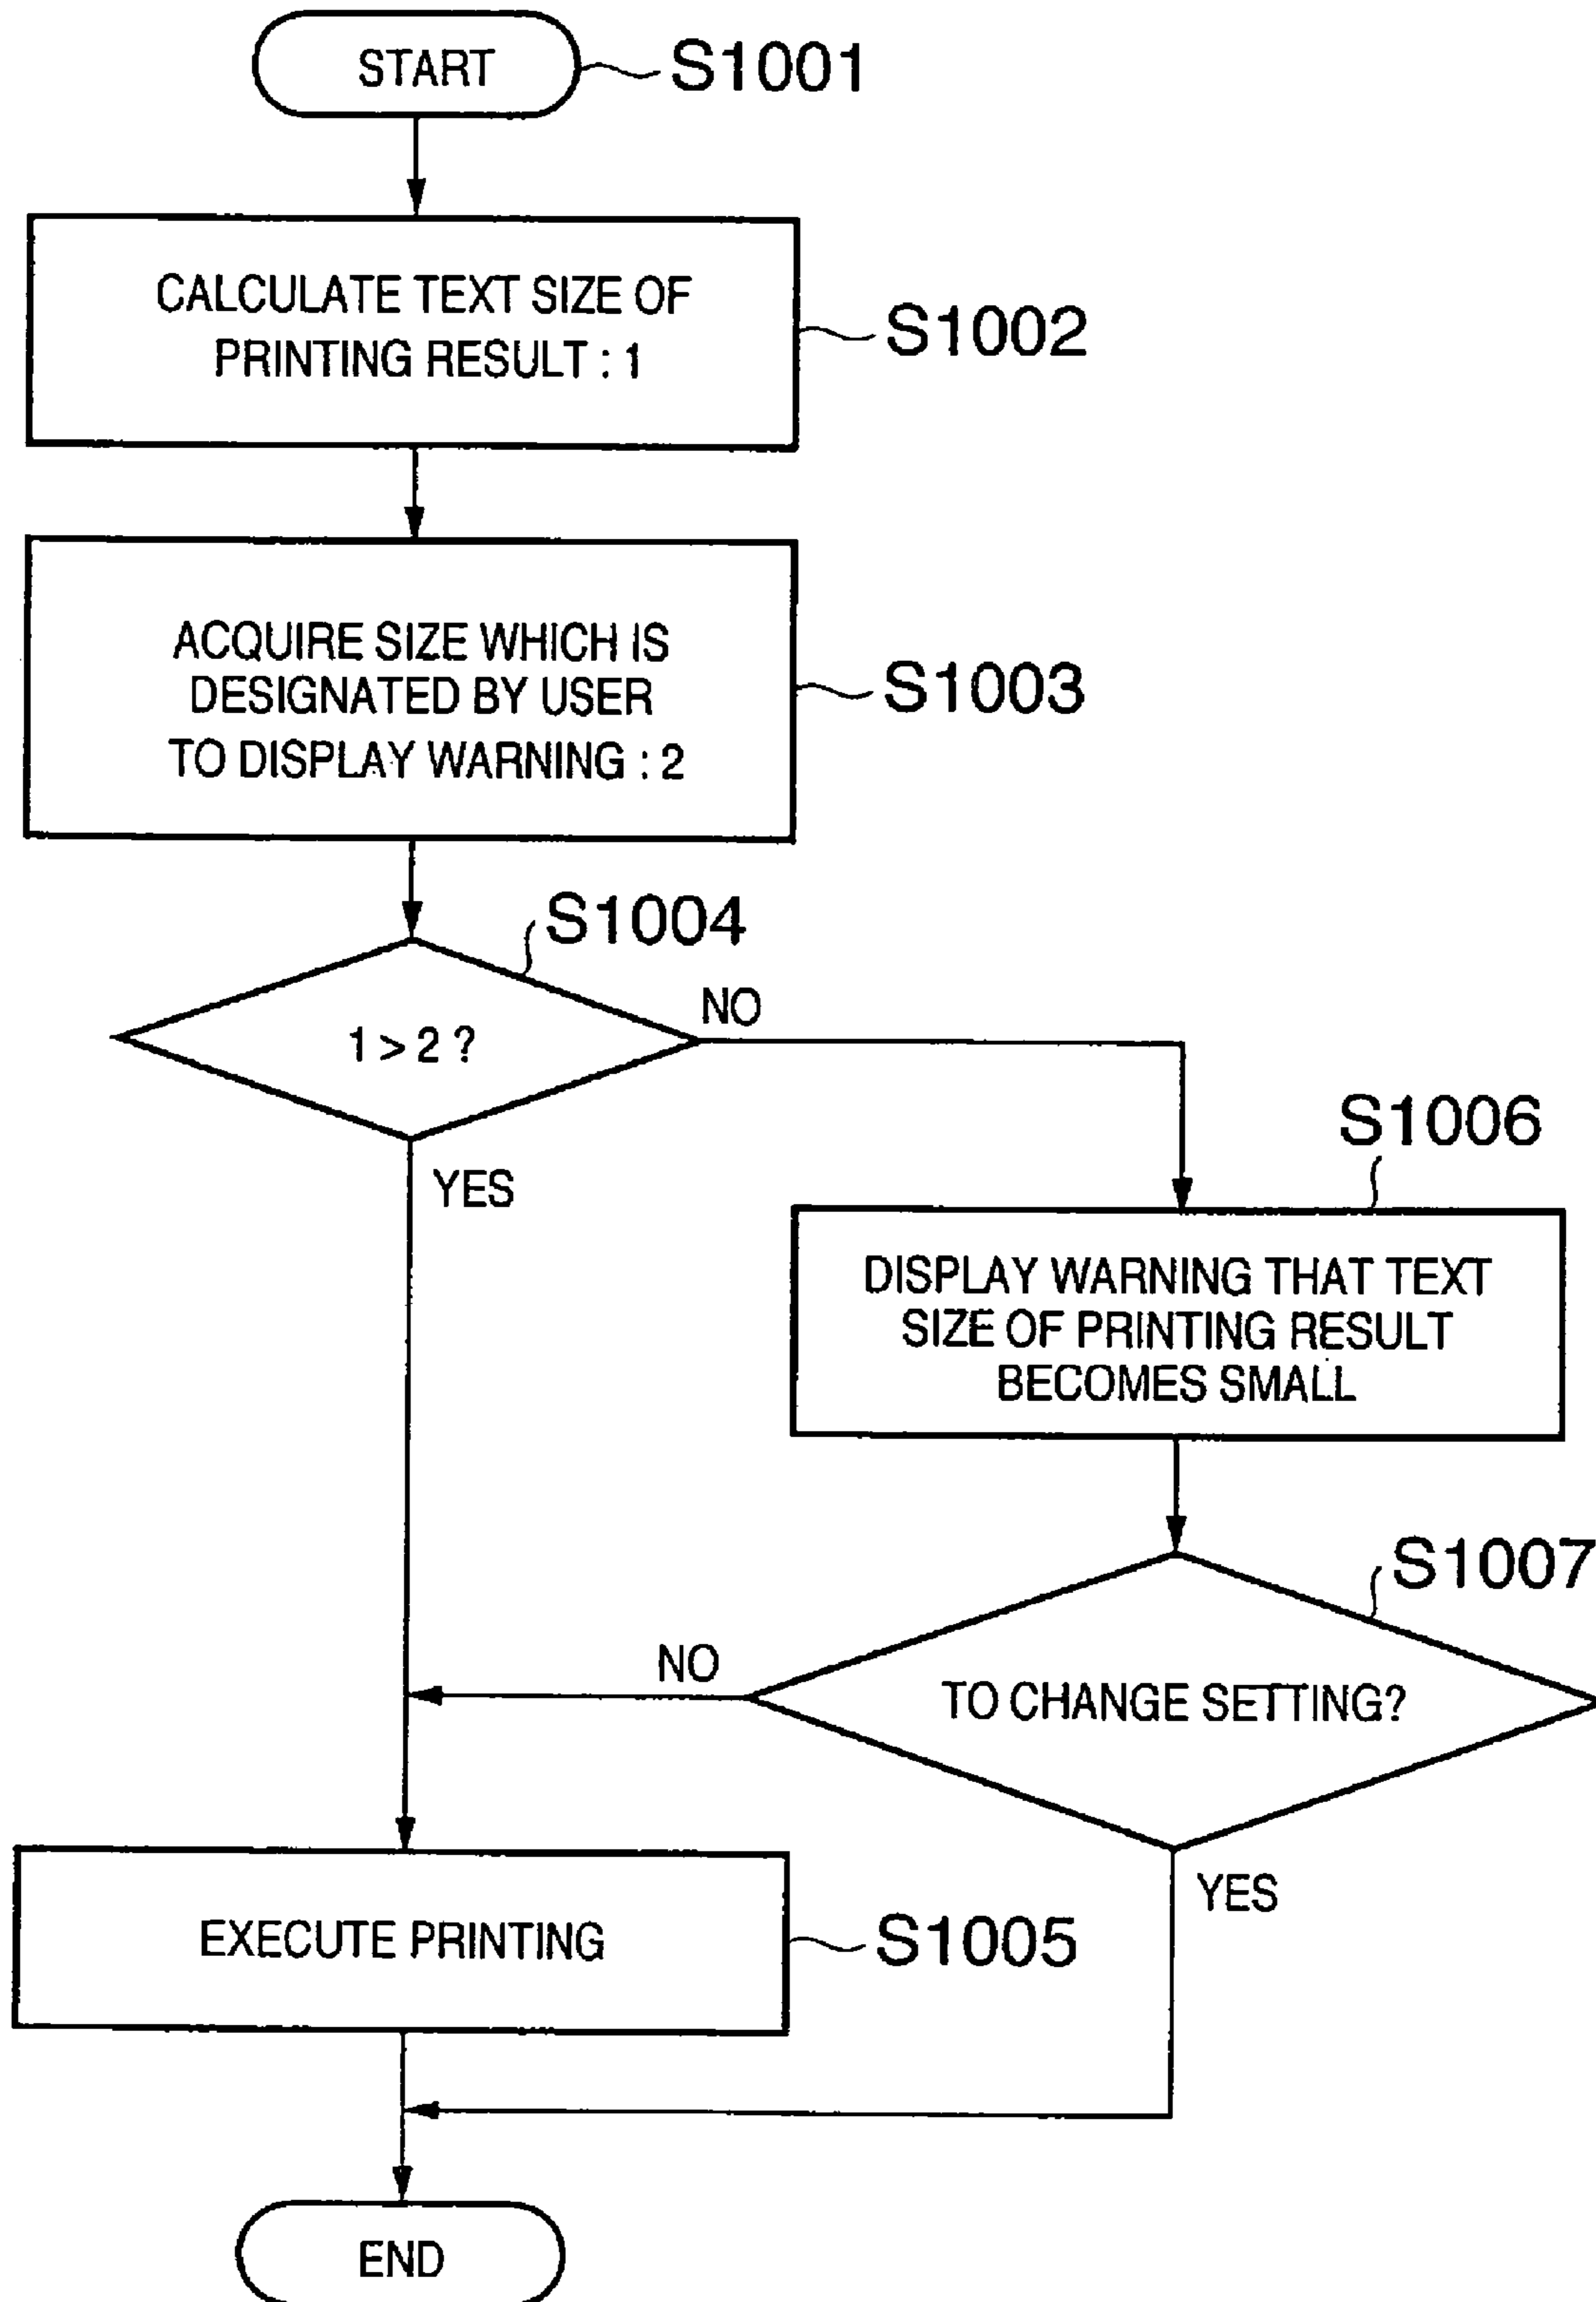 START
S1001
CALCULATE TEXT SIZE OF
PRINTING RESULT : 1
S1002
ACQUIRE SIZE WHICH IS
DESIGNATED BY USER
TO DISPLAY WARNING : 2
S1003
S1004
1 > 2 ?
NO
YES
S1006
DISPLAY WARNING THAT TEXT
SIZE OF PRINTING RESULT
BECOMES SMALL
S1007
TO CHANGE SETTING?
NO
YES
EXECUTE PRINTING
S1005
END